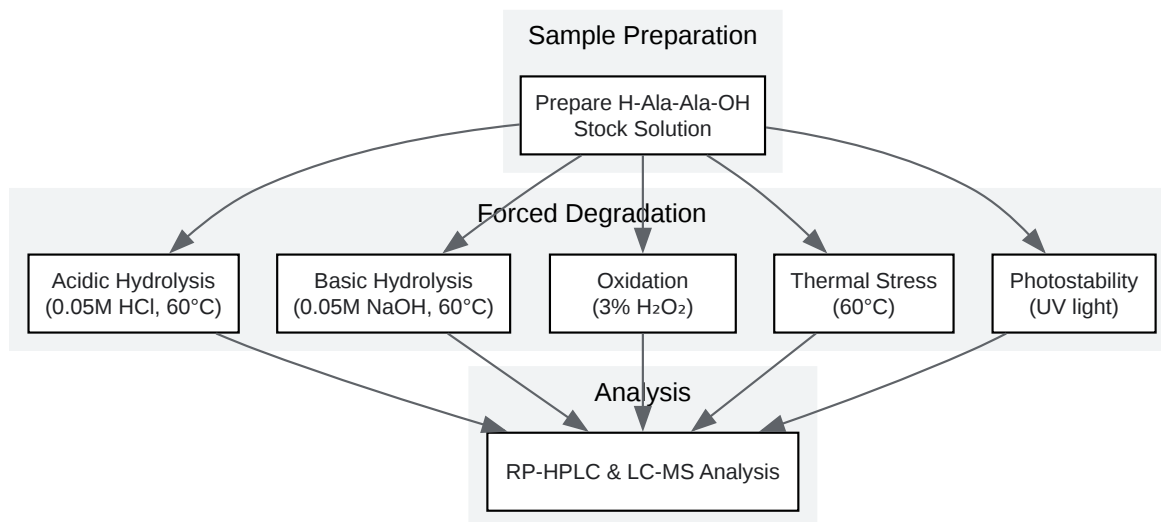 Sample Preparation
Prepare H-Ala-Ala-OH
Stock Solution
Forced Degradation
Acidic Hydrolysis
(0.05M HCl, 60°C)
Basic Hydrolysis
(0.05M NaOH, 60°C)
Oxidation
(3% H₂O₂)
Thermal Stress
(60°C)
Photostability
(UV light)
Analysis
RP-HPLC & LC-MS Analysis